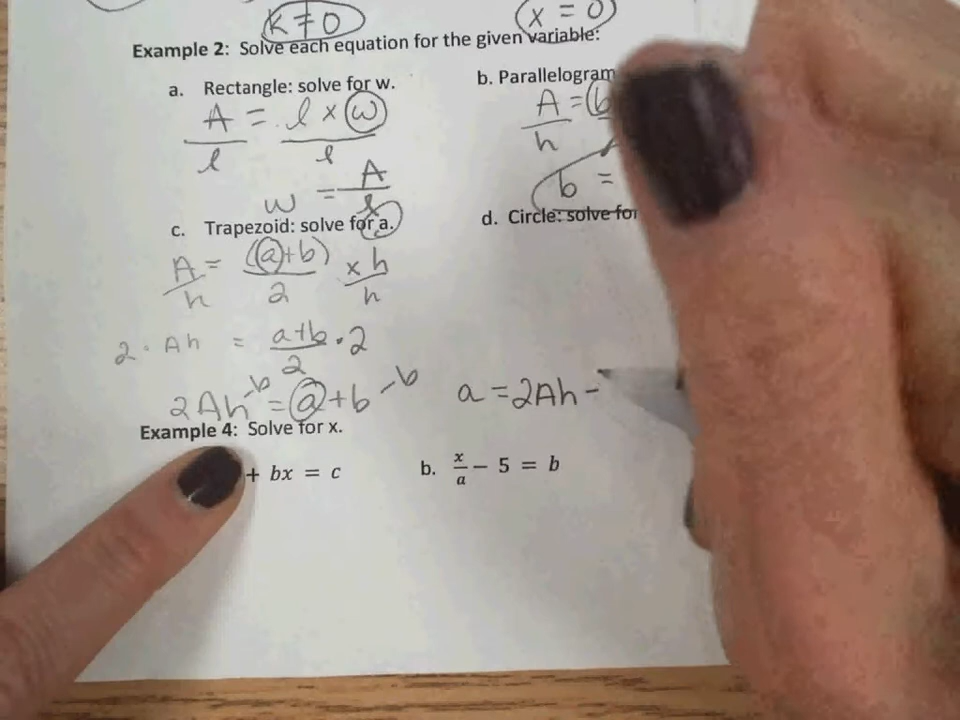 k ≠ 0
x = 0
Example 2: Solve each equation for the given variable:
a. Rectangle: solve for w.
b. Parallelogram
A = l × w
l l
w = A
A = b
h
b =
c. Trapezoid: solve for a.
d. Circle: solve for
A = (a+b) × h
h 2 h
2 · Ah = a+b · 2
2
2Ah -b = a + b - b
a = 2Ah -
Example 4: Solve for x.
+ bx = c
b. x/a - 5 = b